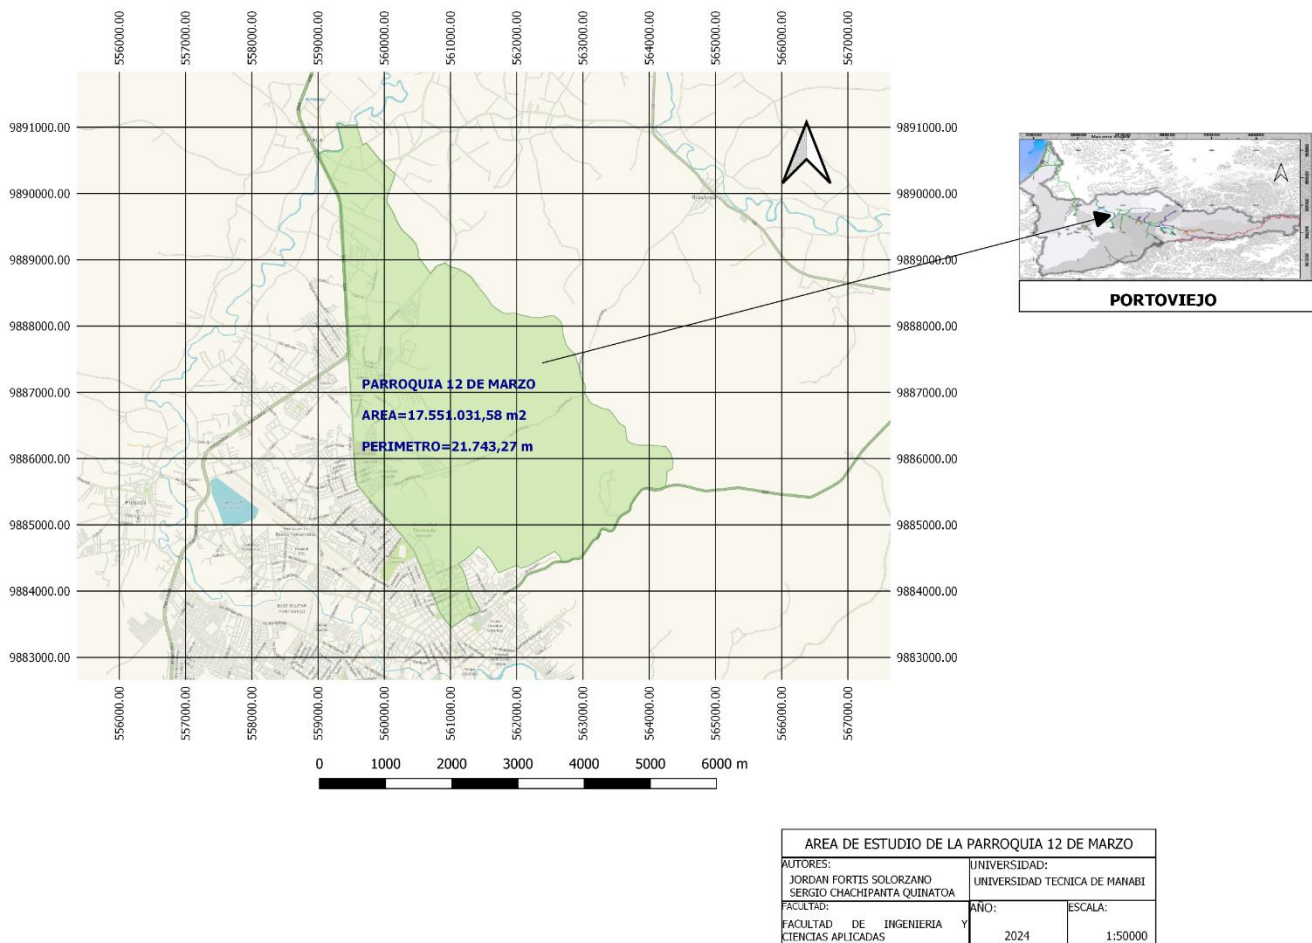 556000.00 557000.00 558000.00 559000.00 560000.00 561000.00 562000.00 563000.00 564000.00 565000.00 566000.00 567000.00
9891000.00 9891000.00
9890000.00 9890000.00
9889000.00 9889000.00
9888000.00 9888000.00
9887000.00 9887000.00
9886000.00 9886000.00
9885000.00 9885000.00
9884000.00 9884000.00
9883000.00 9883000.00
PARROQUIA 12 DE MARZO
AREA=17.551.031,58 m2
PERIMETRO=21.743,27 m
556000.00 557000.00 558000.00 559000.00 560000.00 561000.00 562000.00 563000.00 564000.00 565000.00 566000.00 567000.00
0 1000 2000 3000 4000 5000 6000 m
PORTOVIEJO
AREA DE ESTUDIO DE LA PARROQUIA 12 DE MARZO
AUTORES:
JORDAN FORTIS SOLORZANO
SERGIO CHACHIPANTA QUINATOA
UNIVERSIDAD:
UNIVERSIDAD TECNICA DE MANABI
FACULTAD:
FACULTAD DE INGENIERIA Y
CIENCIAS APLICADAS
AÑO:
2024
ESCALA:
1:50000